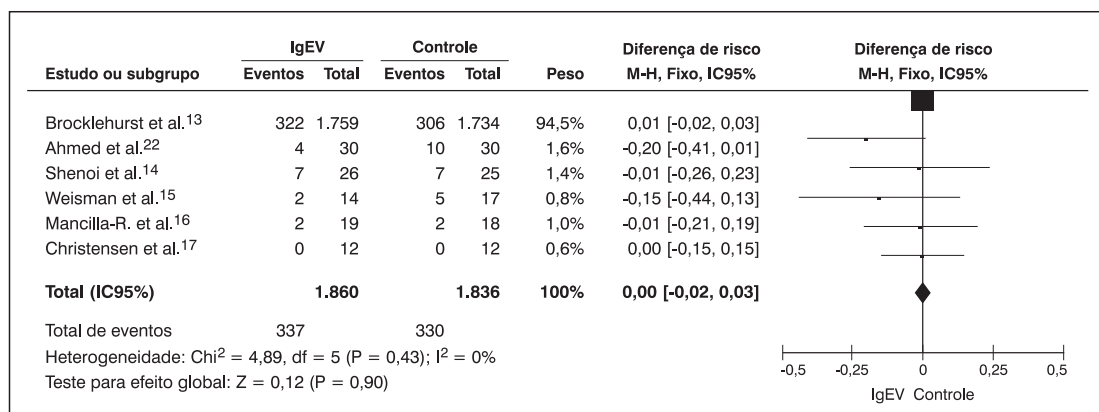 IgEV Controle Diferença de risco Diferença de risco
Estudo ou subgrupo Eventos Total Eventos Total Peso M-H, Fixo, IC95% M-H, Fixo, IC95%
Brocklehurst et al.13 322 1.759 306 1.734 94,5% 0,01 [-0,02, 0,03]
Ahmed et al.22 4 30 10 30 1,6% -0,20 [-0,41, 0,01]
Shenoi et al.14 7 26 7 25 1,4% -0,01 [-0,26, 0,23]
Weisman et al.15 2 14 5 17 0,8% -0,15 [-0,44, 0,13]
Mancilla-R. et al.16 2 19 2 18 1,0% -0,01 [-0,21, 0,19]
Christensen et al.17 0 12 0 12 0,6% 0,00 [-0,15, 0,15]
Total (IC95%) 1.860 1.836 100% 0,00 [-0,02, 0,03]
Total de eventos 337 330
Heterogeneidade: Chi2 = 4,89, df = 5 (P = 0,43); I2 = 0%
Teste para efeito global: Z = 0,12 (P = 0,90)
-0,5 -0,25 0 0,25 0,5
IgEV Controle